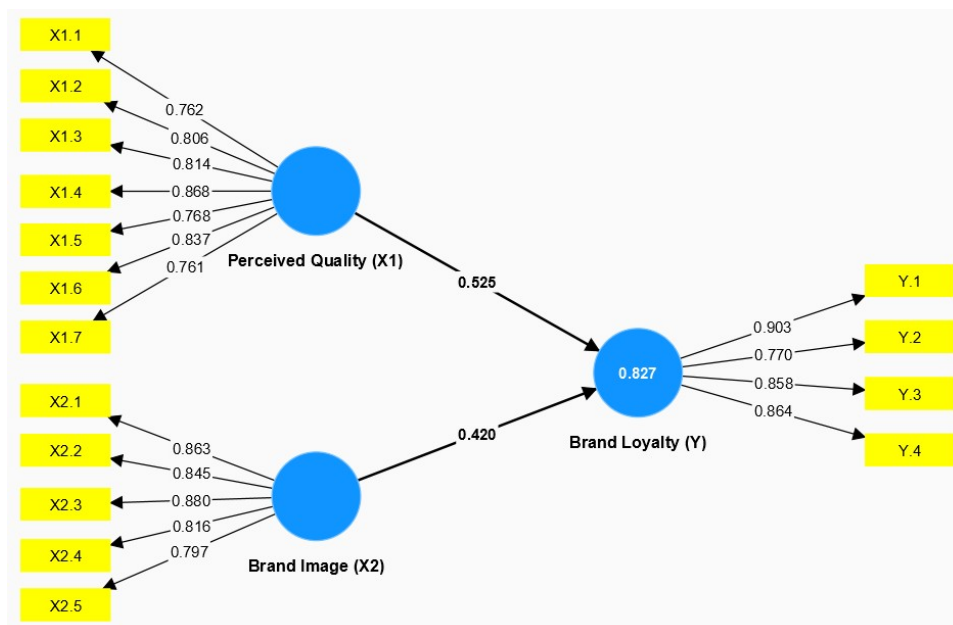 X1.1
X1.2
X1.3
X1.4
X1.5
X1.6
X1.7
0.762
0.806
0.814
0.868
0.768
0.837
0.761
Perceived Quality (X1)
0.525
X2.1
X2.2
X2.3
X2.4
X2.5
0.863
0.845
0.880
0.816
0.797
Brand Image (X2)
0.420
0.827
Brand Loyalty (Y)
0.903
0.770
0.858
0.864
Y.1
Y.2
Y.3
Y.4